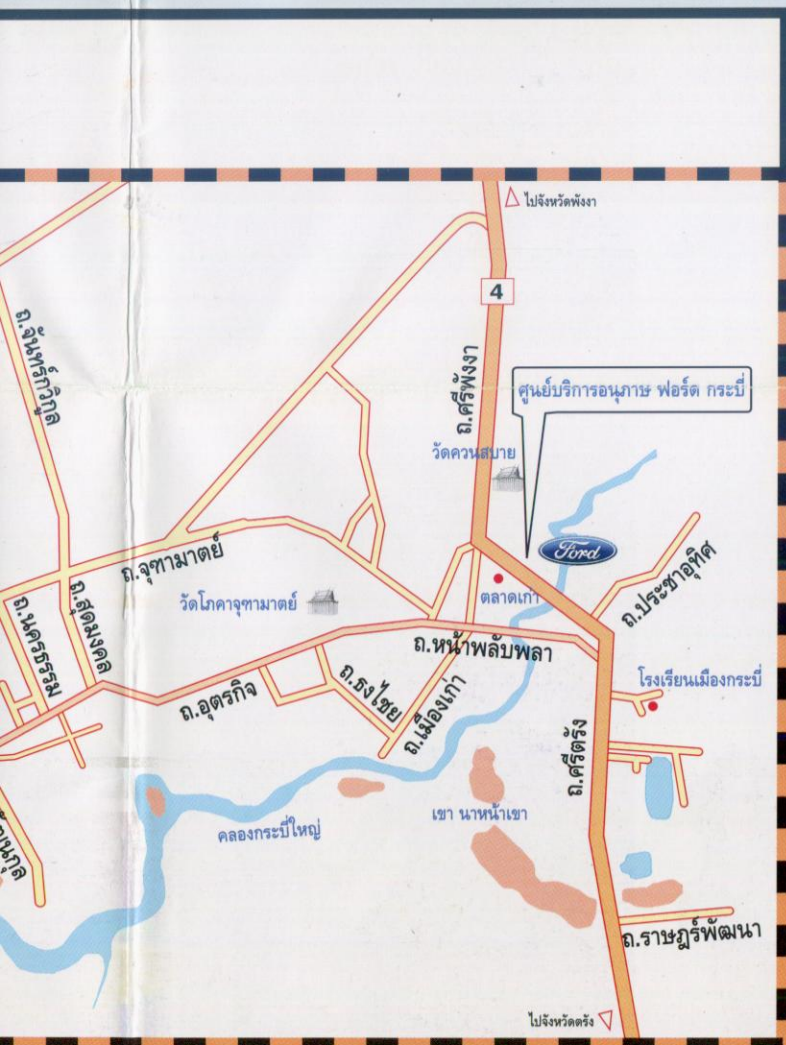 ไปจังหวัดพังงา
4
ถ.จันทร์กวีกุล
ถ.ศรีพังงา
ศูนย์บริการอนุภาษ ฟอร์ด กระบี่
วัดควนสบาย
Ford
ถ.จุฑามาตย์
ถ.ประชาอุทิศ
ตลาดเก่า
วัดโภคาจุฑามาตย์
ถ.นครธรรม
ถ.สุดมงคล
ถ.หน้าพลับพลา
โรงเรียนเมืองกระบี่
ถ.อุตรกิจ
ถ.ธงไชย
ถ.เมืองเก่า
ถ.ศรีตรัง
เขา นาหน้าเขา
คลองกระบี่ใหญ่
ถ.ราษฎร์พัฒนา
ไปจังหวัดตรัง